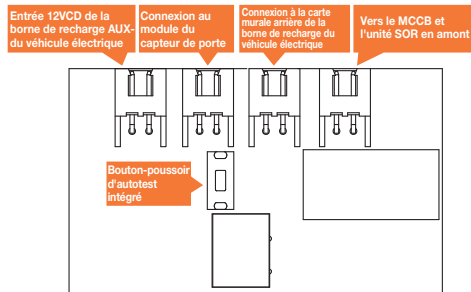 Entrée 12VCD de la
borne de recharge AUX-
du véhicule électrique
Connexion au
module du
capteur de porte
Connexion à la carte
murale arrière de la
borne de recharge du
véhicule électrique
Vers le MCCB et
l'unité SOR en amont
Bouton-poussoir
d'autotest
intégré